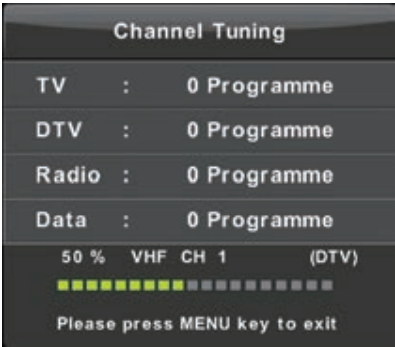 Channel Tuning
TV : 0 Programme
DTV : 0 Programme
Radio : 0 Programme
Data : 0 Programme
50 % VHF CH 1 (DTV)
Please press MENU key to exit